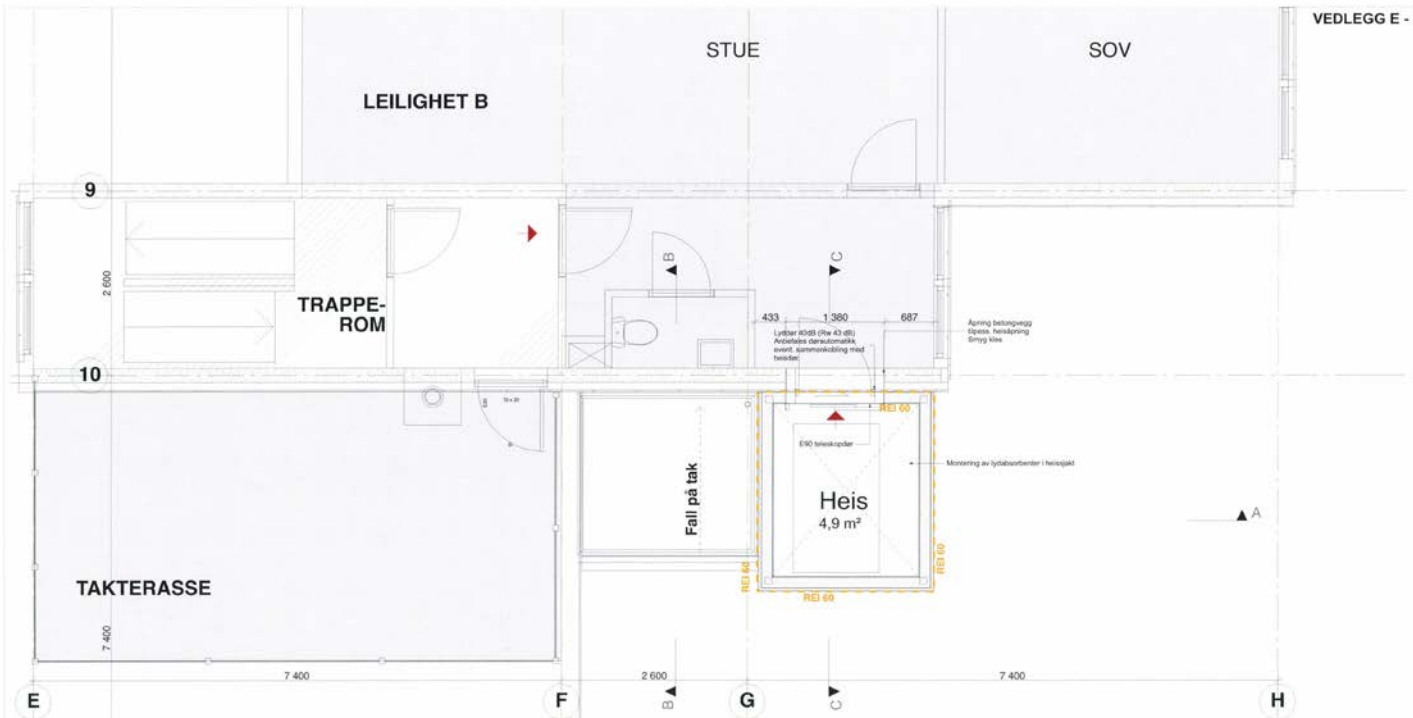 VEDLEGG E -
STUE
SOV
LEILIGHET B
9
2 600
TRAPPE-
ROM
B
C
433
1 360
687
Lyddør 40dB (Rw 43 dB)
event. sammenkobling med
heisdør.
Åpning betongvegg
tilpass. heisåpning
Smyg kles
10
REI 60
E90 teleskopdør
Montering av lydabsorbenter i heissjakt
Fall på tak
Heis
4,9 m²
A
TAKTERASSE
REI 60
REI 60
REI 60
7 400
7 400
2 600
7 400
E
F
B
G
C
H